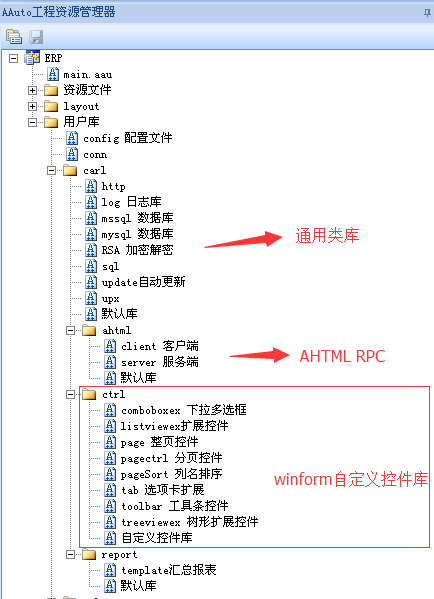 AAuto工程资源管理器
ERP
main.aau
资源文件
layout
用户库
config 配置文件
conn
carl
http
log 日志库
mssql 数据库
mysql 数据库
RSA 加密解密
通用类库
sql
update自动更新
upx
默认库
ahtml
client 客户端
server 服务端
AHTML RPC
默认库
ctrl
comboboxex 下拉多选框
listviewex扩展控件
page 整页控件
pagectrl 分页控件
pageSort 列名排序
winform自定义控件库
tab 选项卡扩展
toolbar 工具条控件
treeviewex 树形扩展控件
自定义控件库
report
template汇总报表
默认库